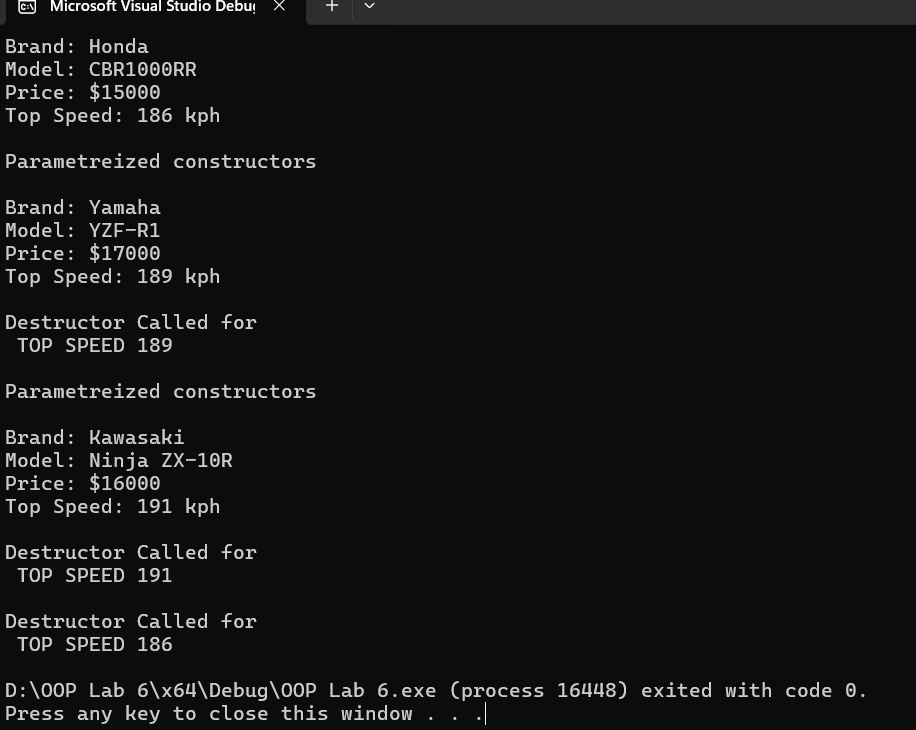 Microsoft Visual Studio Debug
Brand: Honda
Model: CBR1000RR
Price: $15000
Top Speed: 186 kph
Parametreized constructors
Brand: Yamaha
Model: YZF-R1
Price: $17000
Top Speed: 189 kph
Destructor Called for
TOP SPEED 189
Parametreized constructors
Brand: Kawasaki
Model: Ninja ZX-10R
Price: $16000
Top Speed: 191 kph
Destructor Called for
TOP SPEED 191
Destructor Called for
TOP SPEED 186
D:\OOP Lab 6\x64\Debug\OOP Lab 6.exe (process 16448) exited with code 0.
Press any key to close this window . . .